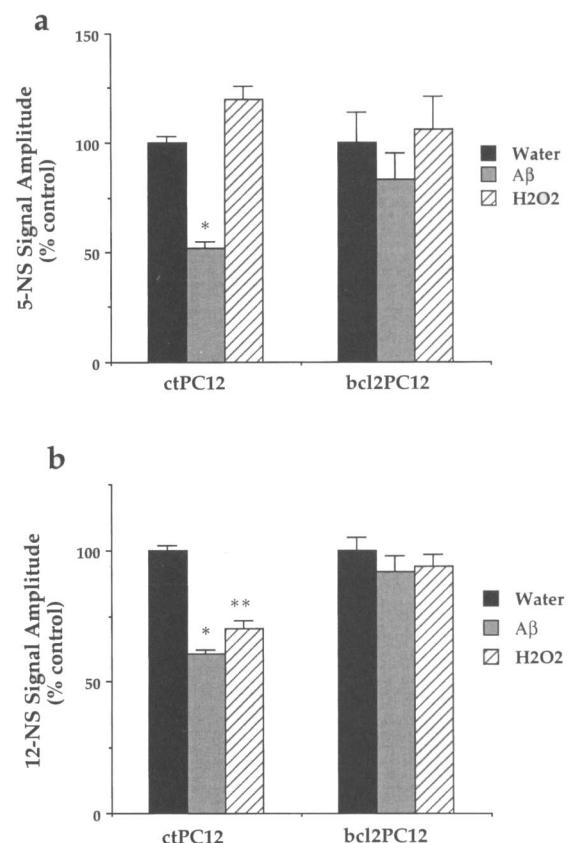 a
5-NS Signal Amplitude
(% control)
150
100
50
0
*
Water
Aβ
H2O2
ctPC12
bcl2PC12
b
12-NS Signal Amplitude
(% control)
100
50
0
*
**
Water
Aβ
H2O2
ctPC12
bcl2PC12